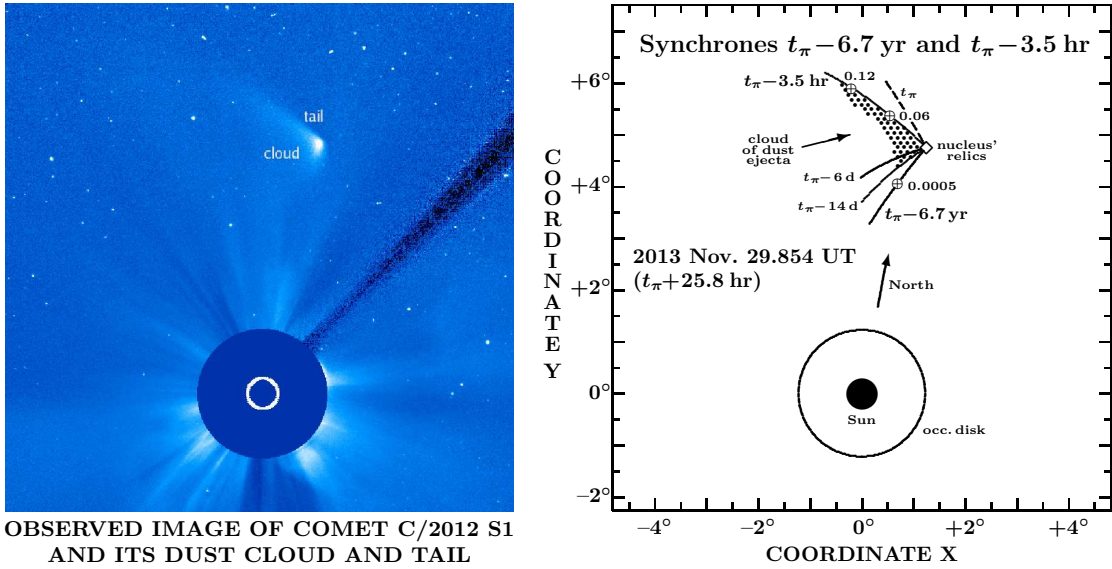 tail
cloud
OBSERVED IMAGE OF COMET C/2012 S1
AND ITS DUST CLOUD AND TAIL
COORDINATE Y
Synchrones tπ−6.7 yr and tπ−3.5 hr
+6°
+4°
+2°
0°
−2°
tπ−3.5 hr
0.12
tπ
0.06
cloud
of dust
ejecta
nucleus'
relics
tπ−6 d
0.0005
tπ−14 d
tπ−6.7 yr
2013 Nov. 29.854 UT
(tπ+25.8 hr)
North
Sun
occ. disk
−4°
−2°
0°
+2°
+4°
COORDINATE X